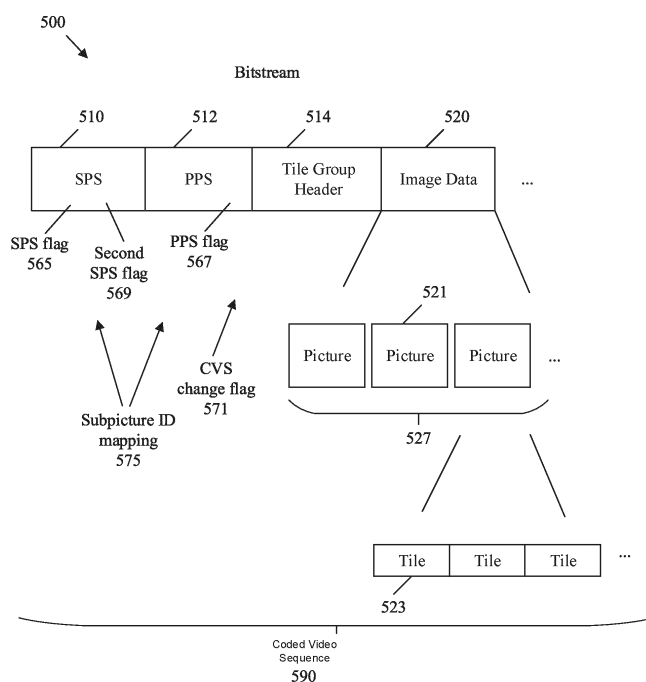 500
Bitstream
510
512
514
520
SPS
PPS
Tile Group
Header
Image Data
...
SPS flag
565
Second
SPS flag
569
PPS flag
567
521
Picture
Picture
Picture
...
CVS
change flag
571
Subpicture ID
mapping
575
527
Tile
Tile
Tile
...
523
Coded Video
Sequence
590